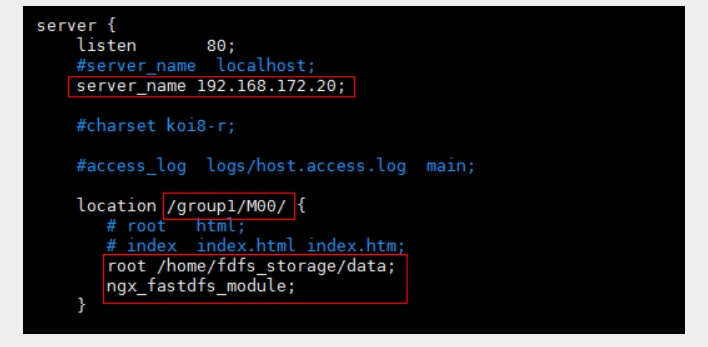 server {
listen 80;
#server_name localhost;
server_name 192.168.172.20;
#charset koi8-r;
#access_log logs/host.access.log main;
location /group1/M00/ {
# root html;
# index index.html index.htm;
root /home/fdfs_storage/data;
ngx_fastdfs_module;
}